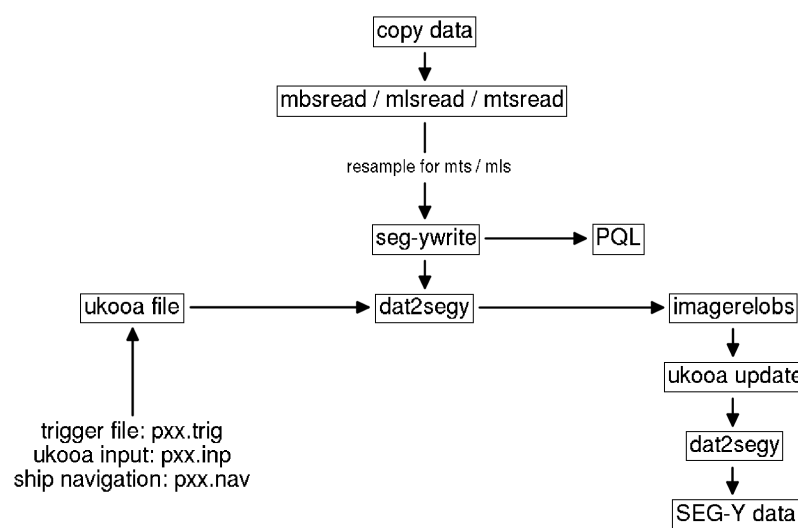 copy data
mbsread / mlsread / mtsread
resample for mts / mls
seg-ywrite
PQL
ukooa file
dat2segy
imagerelobs
ukooa update
trigger file: pxx.trig
ukooa input: pxx.inp
ship navigation: pxx.nav
dat2segy
SEG-Y data